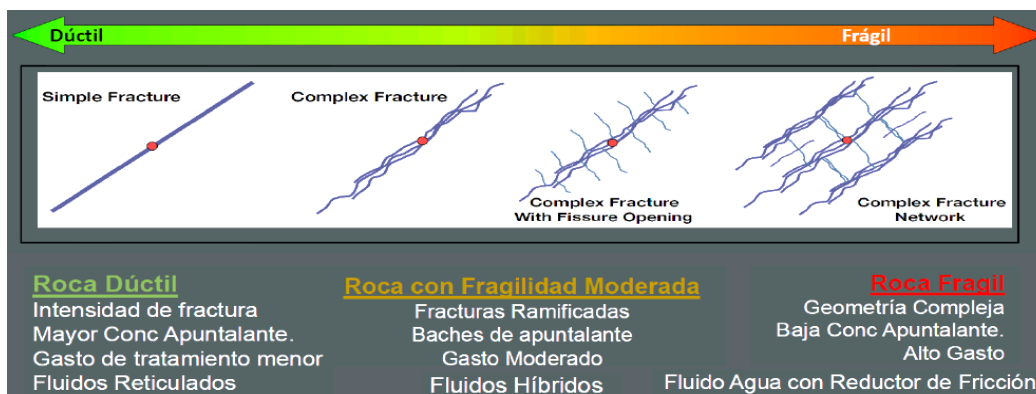 Dúctil
Frágil
Simple Fracture
Complex Fracture
Complex Fracture
With Fissure Opening
Complex Fracture
Network
Roca Dúctil
Intensidad de fractura
Mayor Conc Apuntalante.
Gasto de tratamiento menor
Fluidos Reticulados
Roca con Fragilidad Moderada
Fracturas Ramificadas
Baches de apuntalante
Gasto Moderado
Fluidos Híbridos
Roca Fragil
Geometría Compleja
Baja Conc Apuntalante.
Alto Gasto
Fluido Agua con Reductor de Fricción